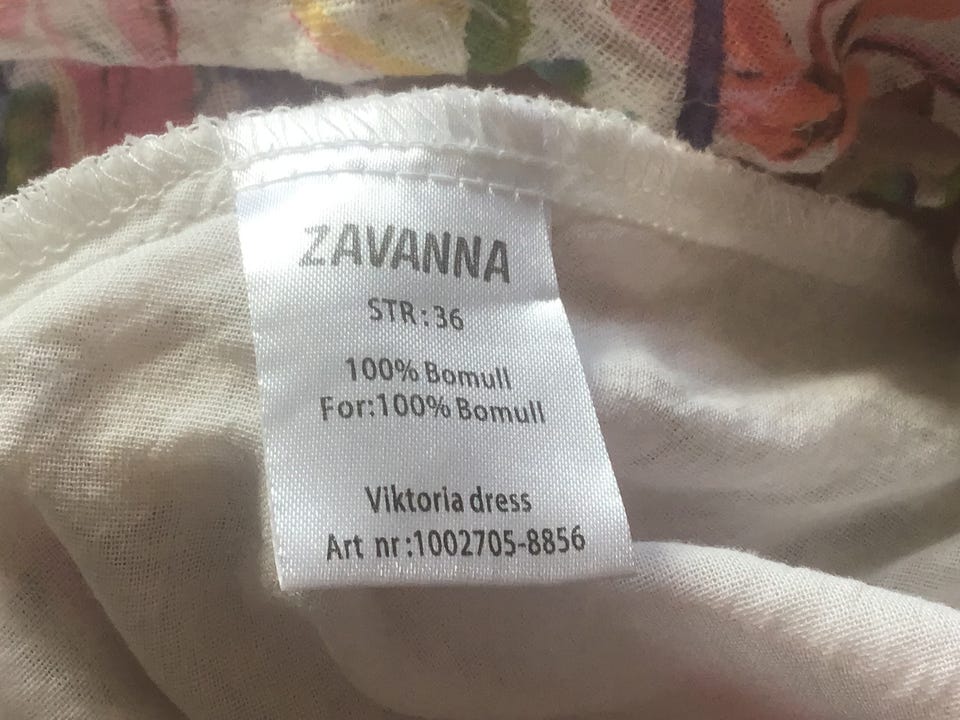 ZAVANNA
STR: 36
100% Bomull
For:100% Bomull
Viktoria dress
Art nr:1002705-8856